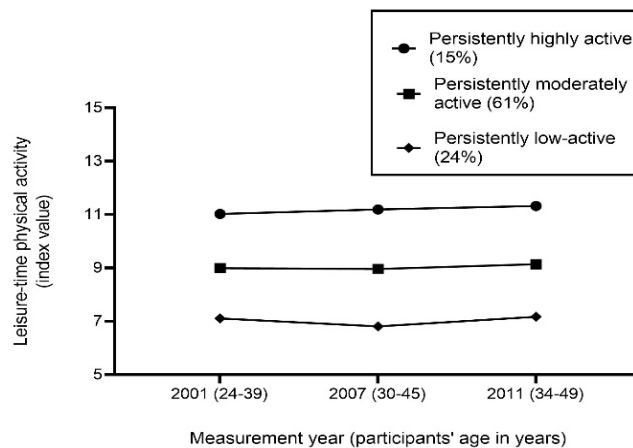 Persistently highly active
(15%)
Persistently moderately
active (61%)
Persistently low-active
(24%)
Leisure-time physical activity
(index value)
15
13
11
9
7
5
2001 (24-39)
2007 (30-45)
2011 (34-49)
Measurement year (participants' age in years)